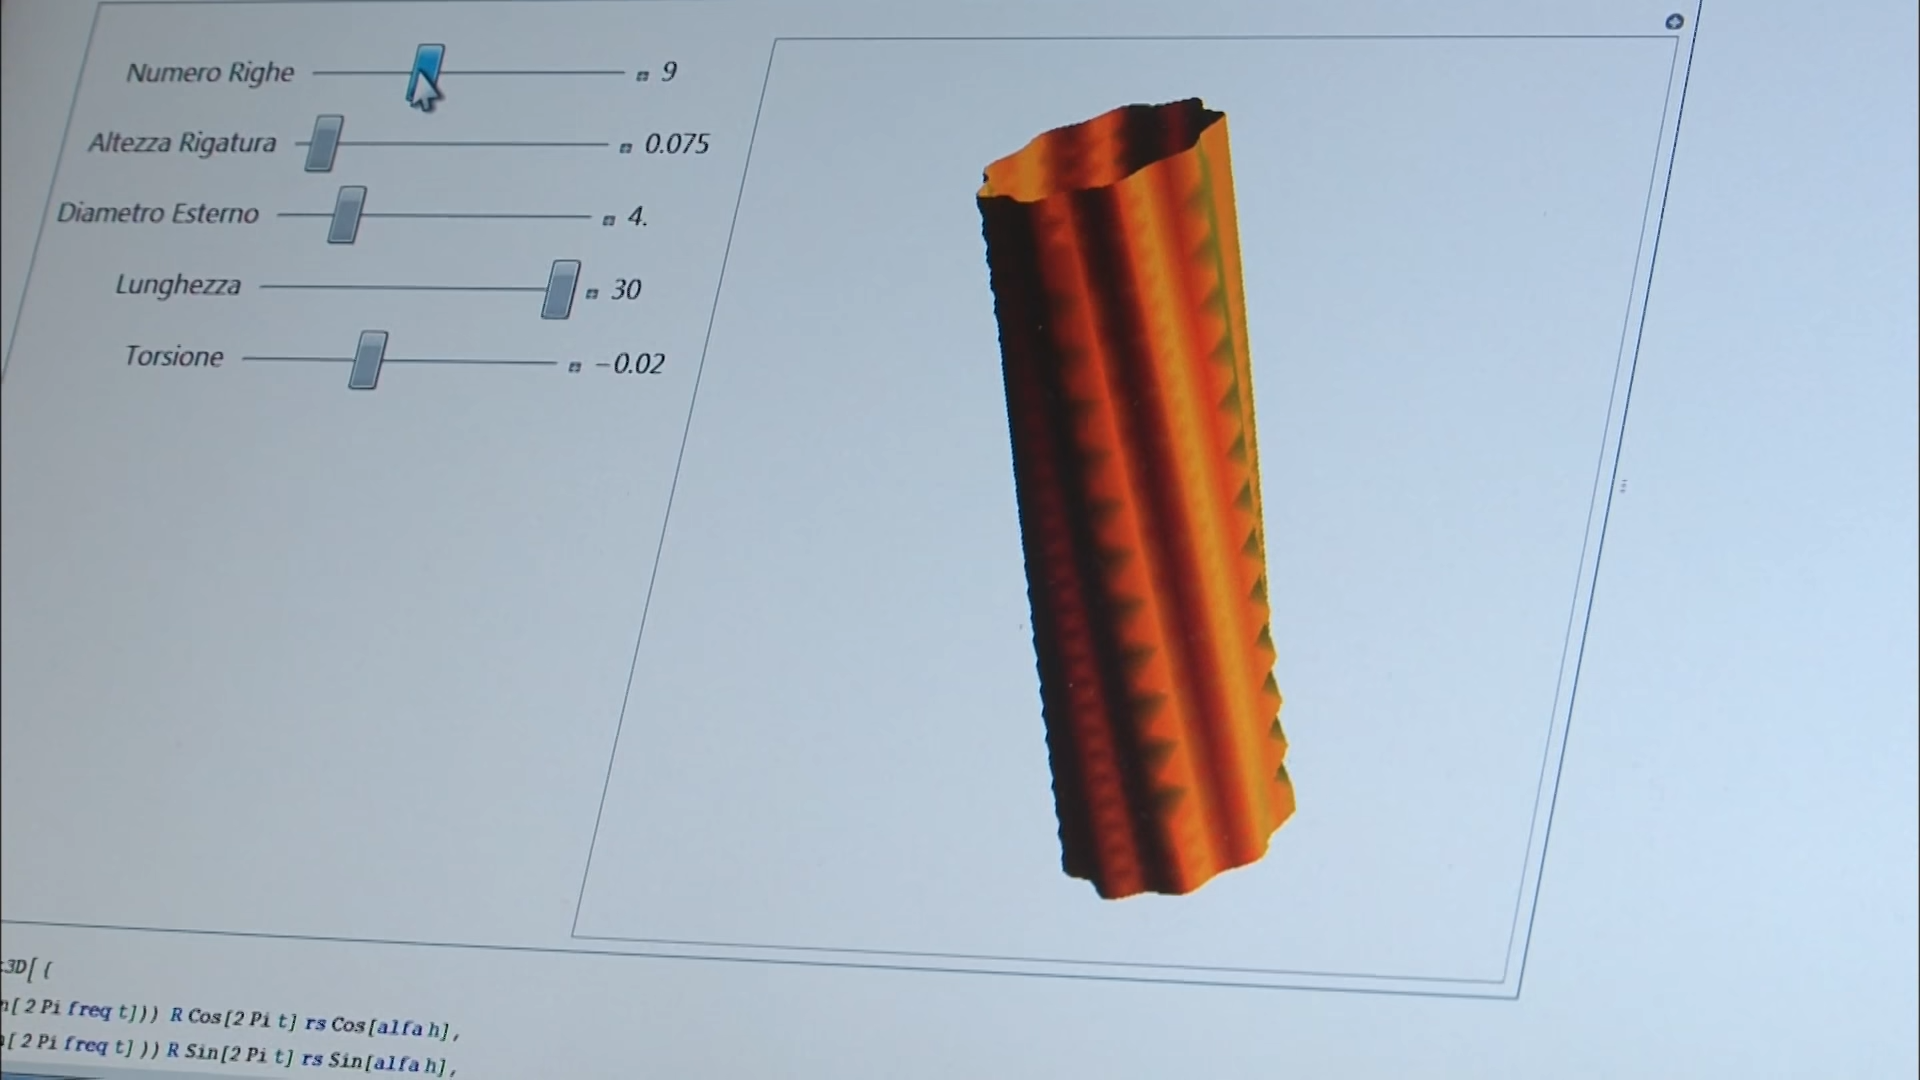 Numero Righe 9
Altezza Rigatura 0.075
Diametro Esterno 4.
Lunghezza 30
Torsione -0.02
3D[ (
n[ 2 Pi freq t])) R Cos[2 Pi t] rs Cos[alfa h],
[ 2 Pi freq t] )) R Sin[2 Pi t] rs Sin[alfa h],